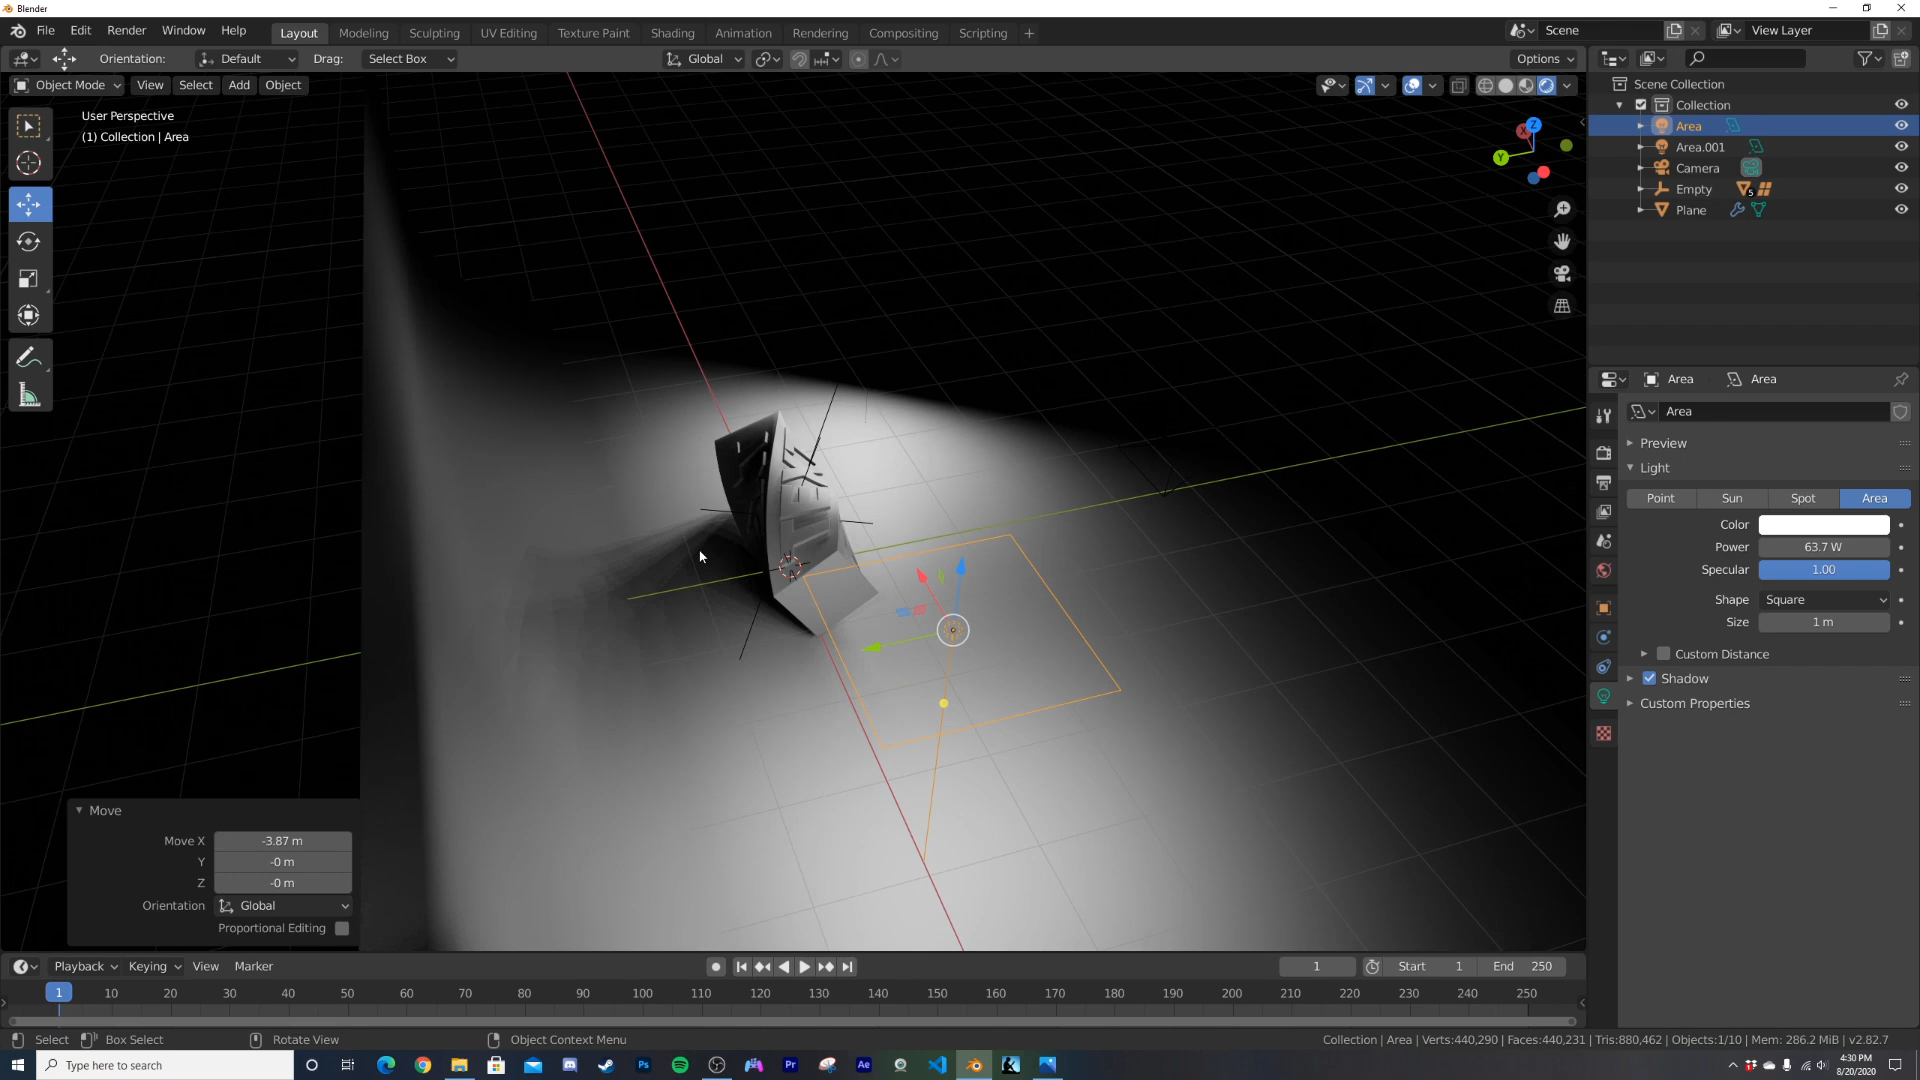 Blender
File Edit Render Window Help
Layout Modeling Sculpting UV Editing Texture Paint Shading Animation Rendering Compositing Scripting +
Scene
View Layer
Orientation: Default Drag: Select Box
Global
Options
Object Mode View Select Add Object
User Perspective
(1) Collection | Area
X
Y
Z
Scene Collection
Collection
Area
Area.001
Camera
Empty 5
Plane
Area Area
Area
Preview
Light
Point Sun Spot Area
Color
Power 63.7 W
Specular 1.00
Shape Square
Size 1 m
Custom Distance
Shadow
Custom Properties
Move
Move X -3.87 m
Y -0 m
Z -0 m
Orientation Global
Proportional Editing
Playback Keying View Marker
1 Start 1 End 250
1 10 20 30 40 50 60 70 80 90 100 110 120 130 140 150 160 170 180 190 200 210 220 230 240 250
Select Box Select Rotate View Object Context Menu
Collection | Area | Verts:440,290 | Faces:440,231 | Tris:880,462 | Objects:1/10 | Mem: 286.2 MiB | v2.82.7
Type here to search
Ps
Pr
Ae
4:30 PM
8/20/2020